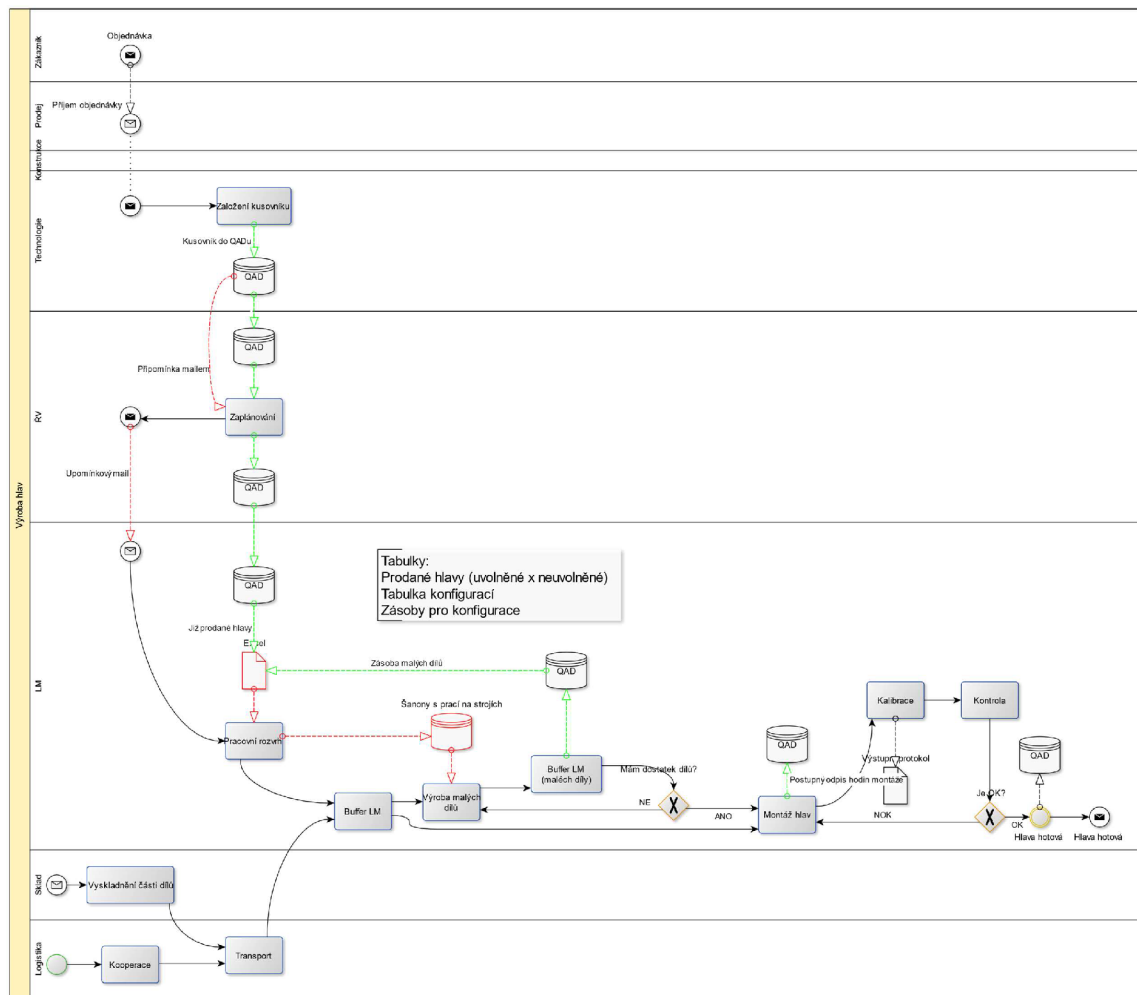 Výroba hlav
Zákazník
Objednávka
Prodej
Příjem objednávky
Konstrukce
Technologie
Založení kusovníku
Kusovník do QADu
QAD
RV
QAD
Připomínka mailem
Zaplánování
Upomínkový mail
QAD
LM
QAD
Tabulky:
Prodané hlavy (uvolněné x neuvolněné)
Tabulka konfigurací
Zásoby pro konfigurace
Již prodané hlavy
Excel
Zásoba malých dílů
QAD
Šanony s prací na strojích
Pracovní rozvrh
Buffer LM
Výroba malých
dílů
Buffer LM
(maléch díly)
Mám dostatek dílů?
NE
ANO
QAD
Postupný odpis hodin montáže
Montáž hlav
Kalibrace
Výstupní protokol
Kontrola
Je OK?
NOK
OK
QAD
Hlava hotová
Hlava hotová
Sklad
Vyskladnění části dílů
Logistika
Kooperace
Transport